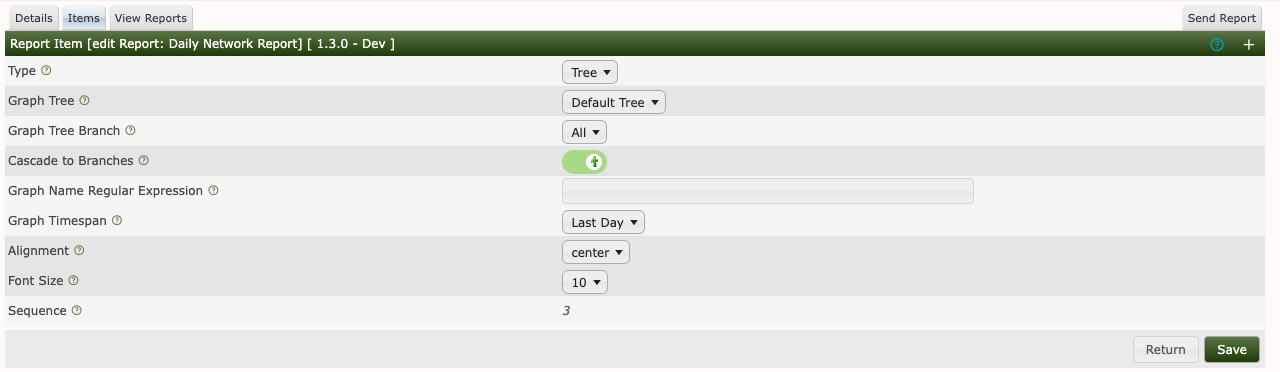 Details Items View Reports Send Report
Report Item [edit Report: Daily Network Report] [ 1.3.0 - Dev ]
Type Tree
Graph Tree Default Tree
Graph Tree Branch All
Cascade to Branches
Graph Name Regular Expression
Graph Timespan Last Day
Alignment center
Font Size 10
Sequence 3
Return Save